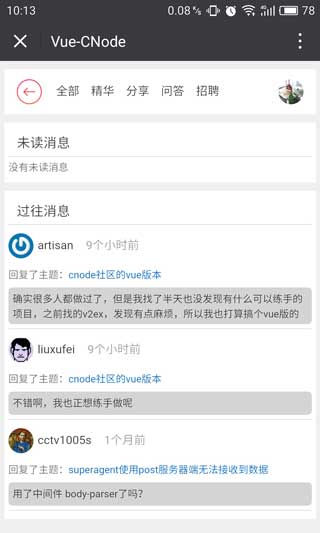 10:13
0.08 K/s
78
Vue-CNode
全部 精华 分享 问答 招聘
未读消息
没有未读消息
过往消息
artisan 9个小时前
回复了主题：cnode社区的vue版本
确实很多人都做过了，但是我找了半天也没发现有什么可以练手的
项目，之前找的v2ex，发现有点麻烦，所以我也打算搞个vue版的
liuxufei 9个小时前
回复了主题：cnode社区的vue版本
不错啊，我也正想练手做呢
cctv1005s 1个月前
回复了主题：superagent使用post服务器端无法接收到数据
用了中间件 body-parser了吗？